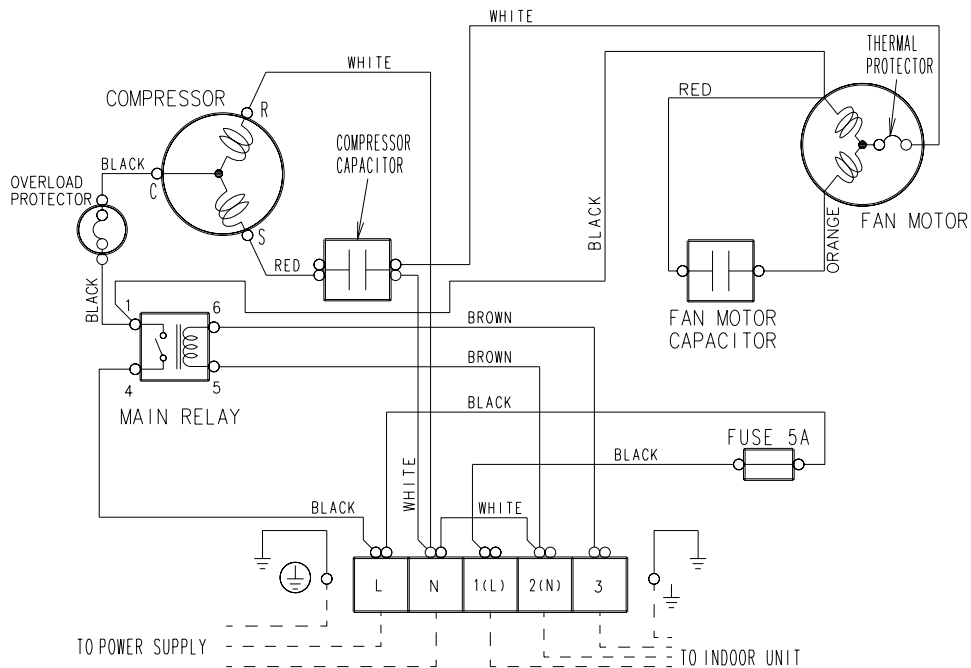 WHITE
WHITE
THERMAL
PROTECTOR
COMPRESSOR
R
RED
COMPRESSOR
CAPACITOR
BLACK
C
OVERLOAD
PROTECTOR
S
RED
BLACK
ORANGE
FAN MOTOR
BLACK
1
6
BROWN
FAN MOTOR
CAPACITOR
BROWN
4
5
MAIN RELAY
BLACK
FUSE 5A
BLACK
WHITE
BLACK
WHITE
L
N
1(L)
2(N)
3
TO POWER SUPPLY
TO INDOOR UNIT